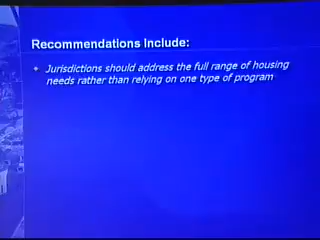 Recommendations Include:
+ Jurisdictions should address the full range of housing
needs rather than relying on one type of program